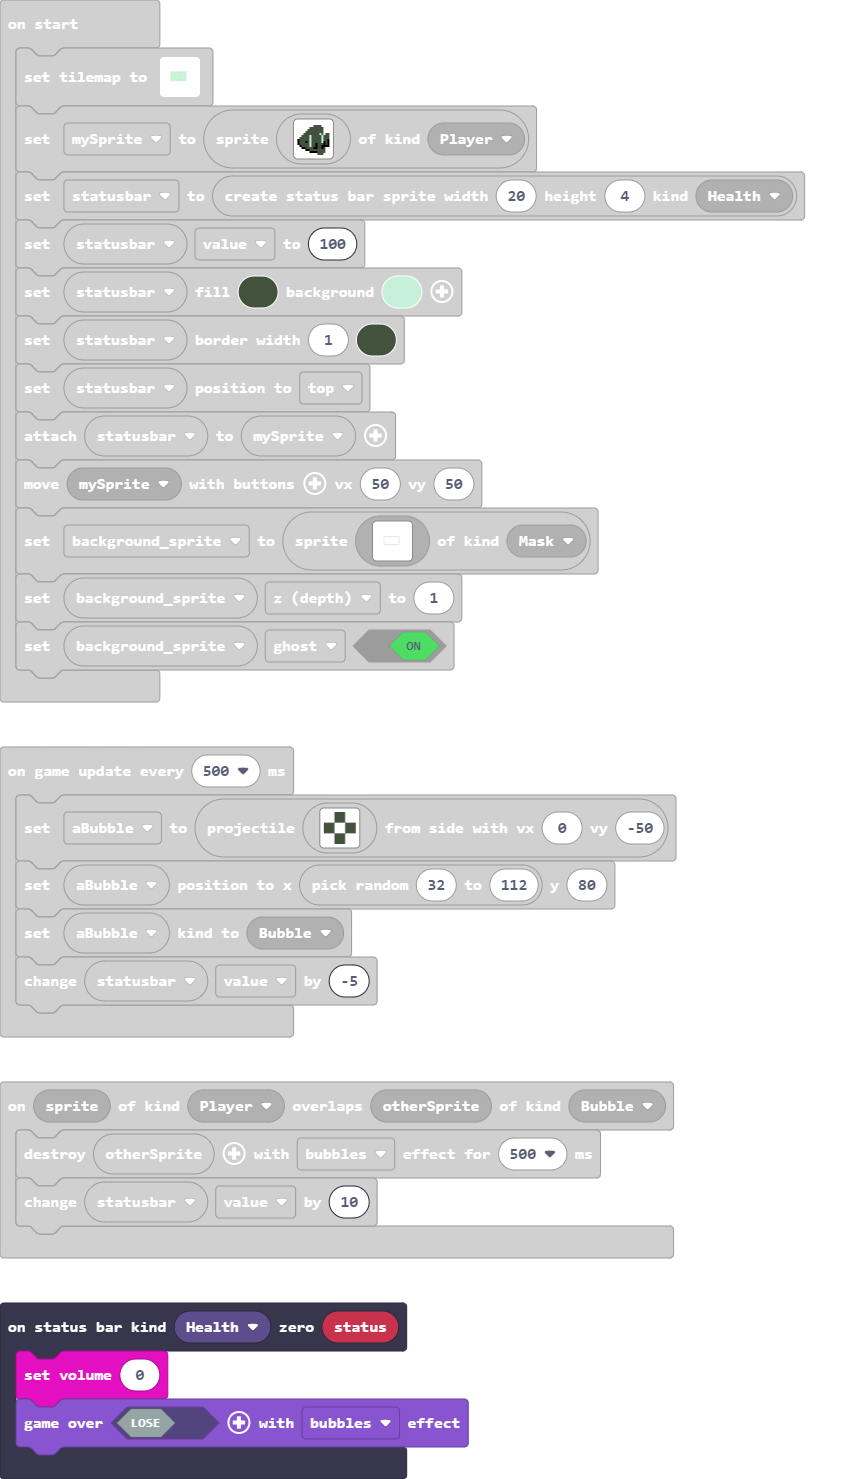 on start
set tilemap to
set mySprite to sprite of kind Player
set statusbar to create status bar sprite width 20 height 4 kind Health
set statusbar value to 100
set statusbar fill background
set statusbar border width 1
set statusbar position to top
attach statusbar to mySprite
move mySprite with buttons vx 50 vy 50
set background_sprite to sprite of kind Mask
set background_sprite z (depth) to 1
set background_sprite ghost ON
on game update every 500 ms
set aBubble to projectile from side with vx 0 vy -50
set aBubble position to x pick random 32 to 112 y 80
set aBubble kind to Bubble
change statusbar value by -5
on sprite of kind Player overlaps otherSprite of kind Bubble
destroy otherSprite with bubbles effect for 500 ms
change statusbar value by 10
on status bar kind Health zero status
set volume 0
game over LOSE with bubbles effect